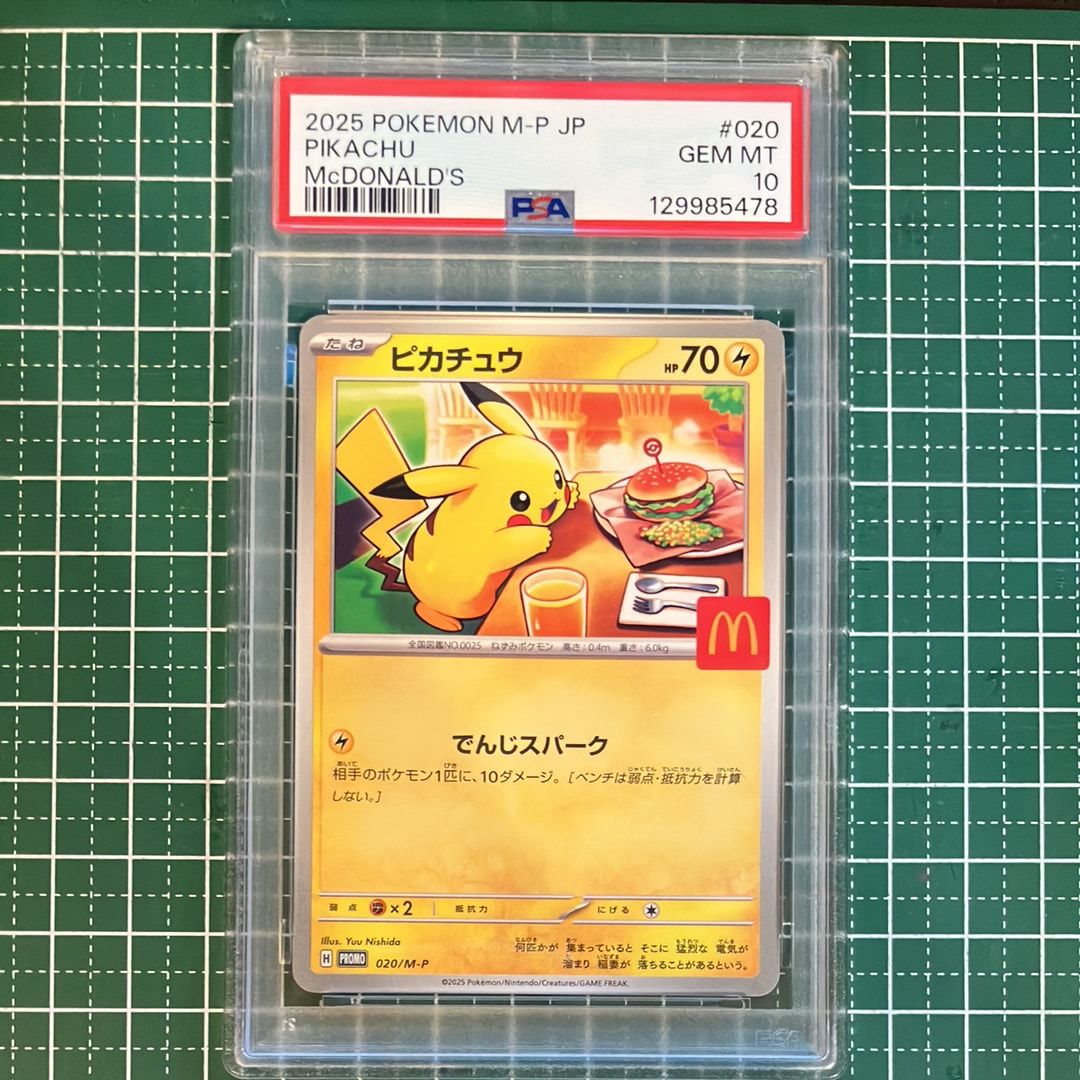 2025 POKEMON M-P JP #020
PIKACHU GEM MT
McDONALD'S 10
PSA 129985478
たね ピカチュウ HP70
全国図鑑NO.0025 ねずみポケモン 高さ:0.4m 重さ:6.0kg
でんじスパーク
相手のポケモン1匹に、10ダメージ。[ベンチは弱点・抵抗力を計算
しない。]
弱点 ×2 抵抗力 にげる
Illus. Yuu Nishida
何匹かが 集まっていると そこに 猛烈な 電気が
溜まり 稲妻が 落ちることがあるという。
H PROMO 020/M-P
©2025 Pokémon/Nintendo/Creatures/GAME FREAK.
PSA